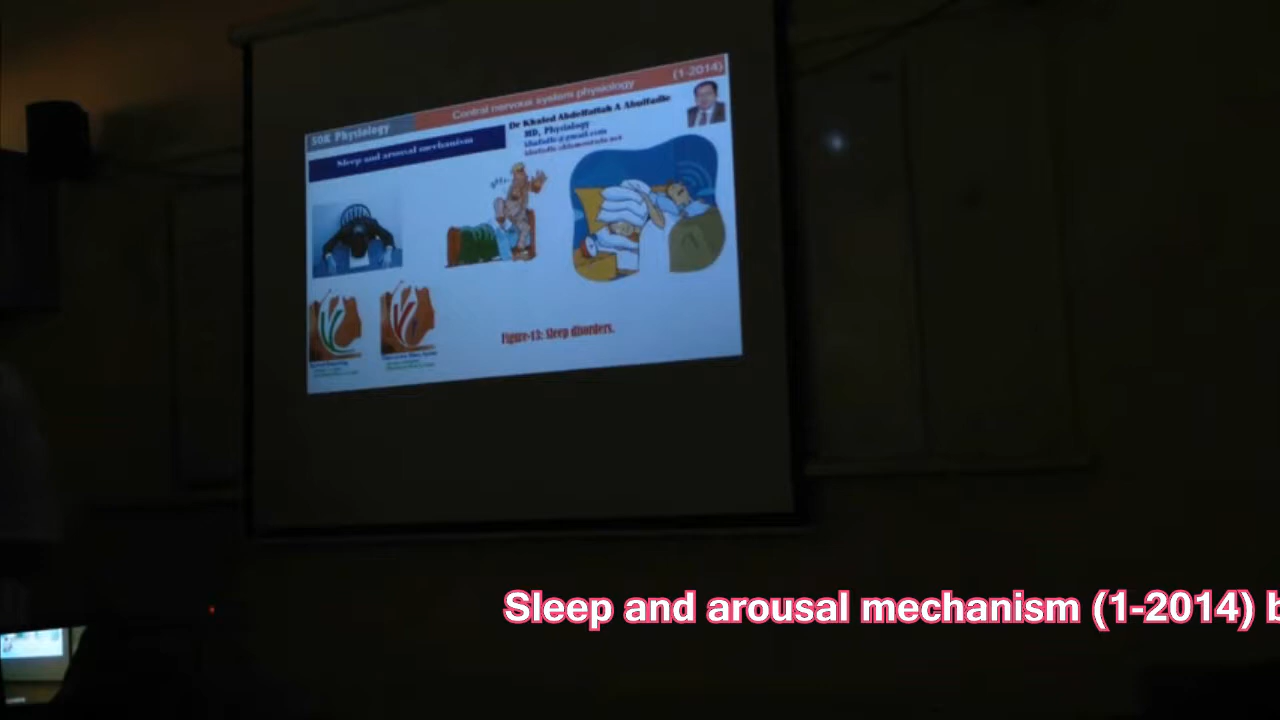 SOK Physiology
Central nervous system physiology
(1-2014)
Sleep and arousal mechanism
Dr Khaled Abdelfattah A Abulfadle
MD, Physiology
Figure-13: Sleep disorders.
Sleep and arousal mechanism (1-2014) b